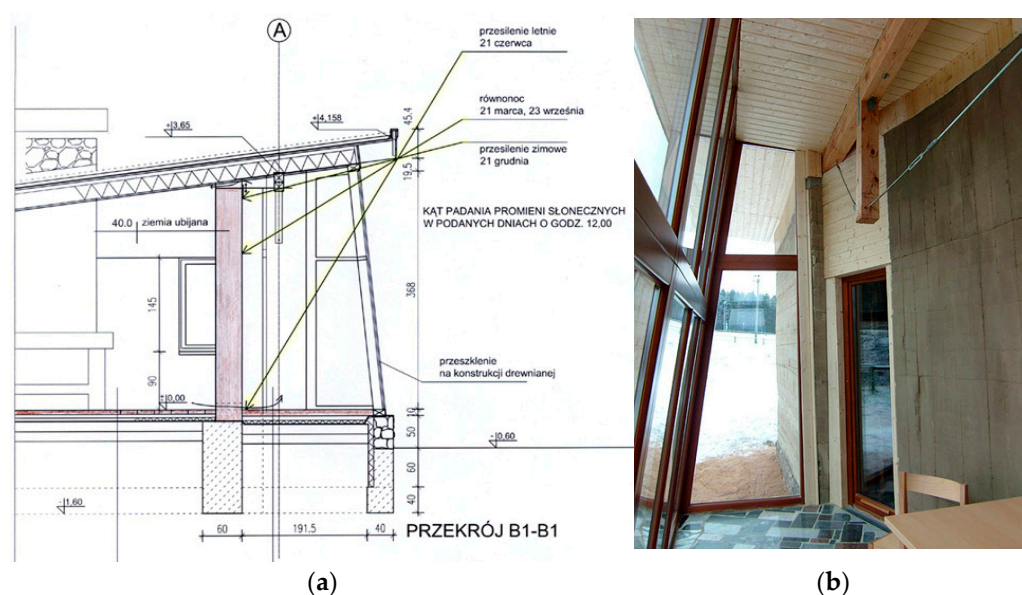 A
przesilenie letnie
21 czerwca
równonoc
21 marca, 23 września
przesilenie zimowe
21 grudnia
+3,65
+4,158
45.4
19,5
KĄT PADANIA PROMIENI SŁONECZNYCH
W PODANYCH DNIACH O GODZ. 12,00
40.0 ziemia ubijana
145
368
przeszklenie
na konstrukcji drewnianej
90
+0,00
10
50
-0,60
60
40
-1,60
60
191.5
40
PRZEKRÓJ B1-B1
(a)
(b)